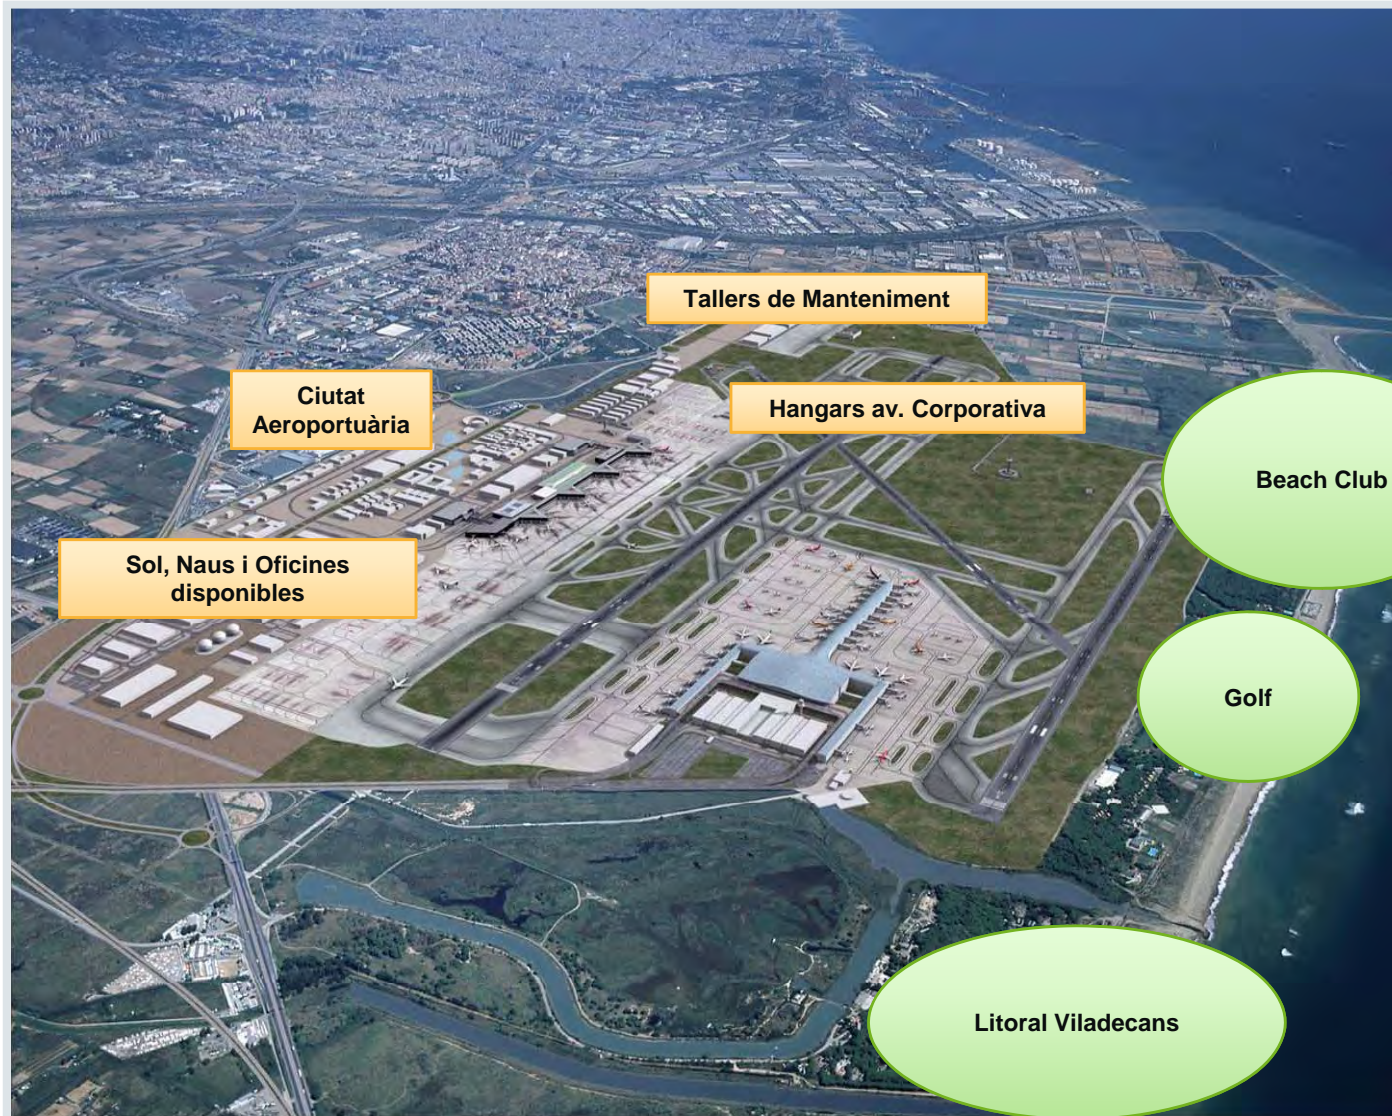 Tallers de Manteniment
Ciutat
Aeroportuària
Hangars av. Corporativa
Beach Club
Sol, Naus i Oficines
disponibles
Golf
Litoral Viladecans